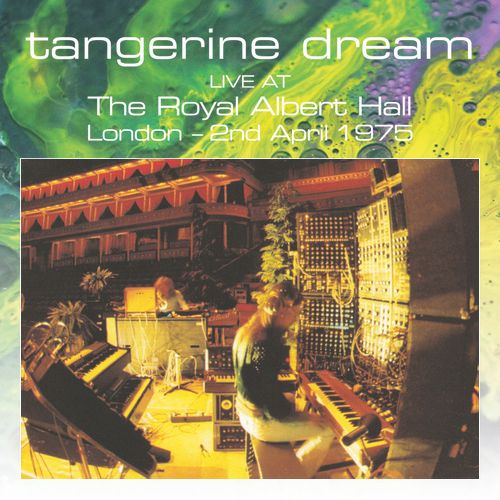 tangerine dream
LIVE AT
The Royal Albert Hall
London – 2nd April 1975